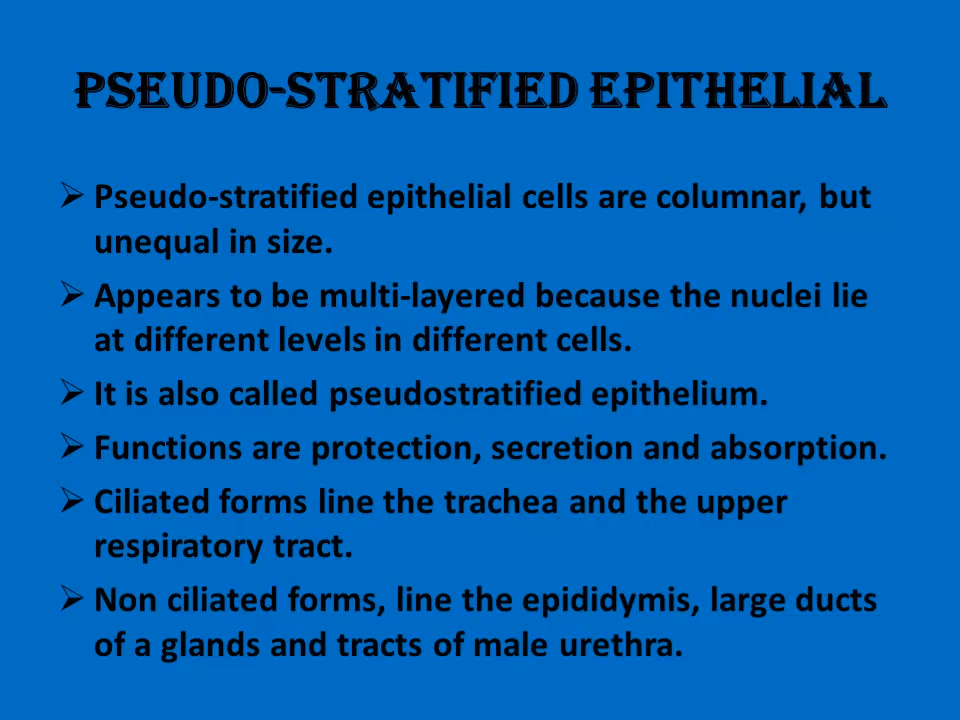 PSEUDO-STRATIFIED EPITHELIAL
➢ Pseudo-stratified epithelial cells are columnar, but
unequal in size.
➢ Appears to be multi-layered because the nuclei lie
at different levels in different cells.
➢ It is also called pseudostratified epithelium.
➢ Functions are protection, secretion and absorption.
➢ Ciliated forms line the trachea and the upper
respiratory tract.
➢ Non ciliated forms, line the epididymis, large ducts
of a glands and tracts of male urethra.